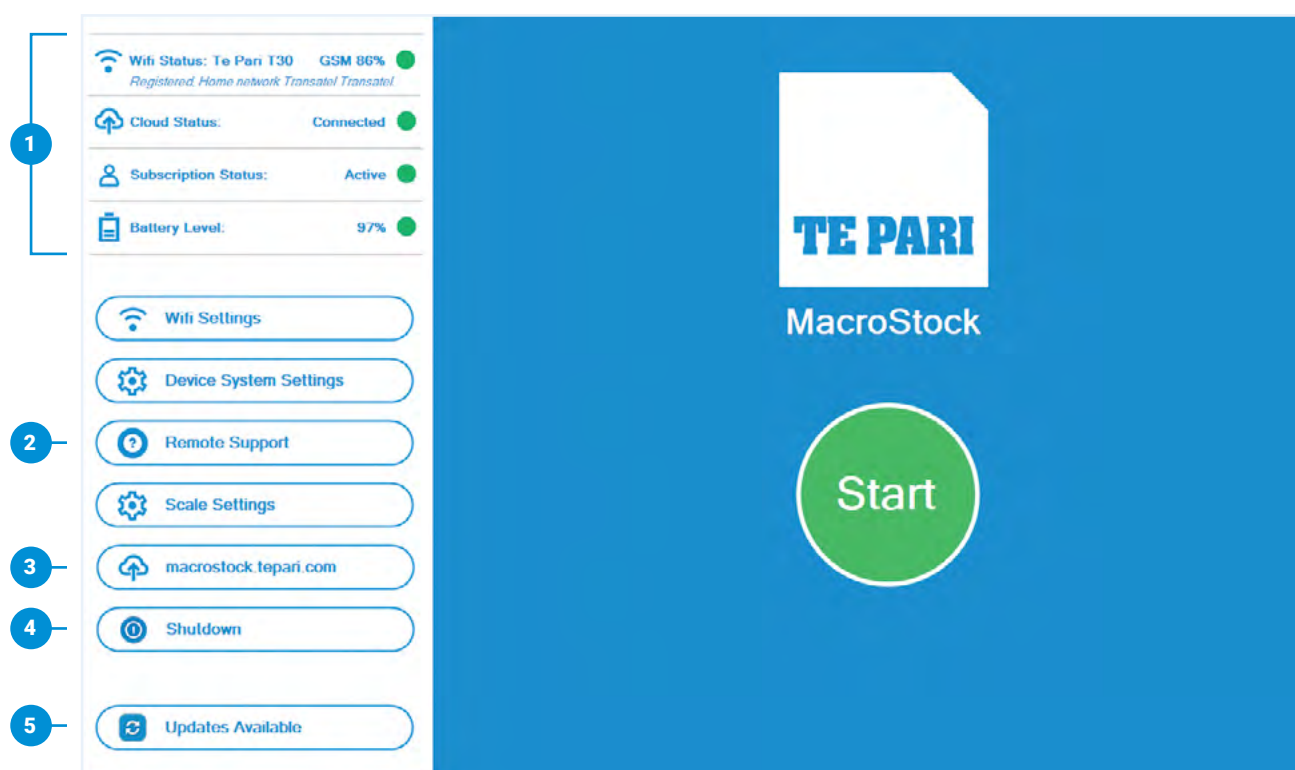 1
Wifi Status: Te Pari T30 GSM 86%
Registered. Home network Transatel Transatel.
Cloud Status: Connected
Subscription Status: Active
Battery Level: 97%
Wifi Settings
Device System Settings
2
Remote Support
Scale Settings
3
macrostock.tepari.com
4
Shutdown
5
Updates Available
TE PARI
MacroStock
Start